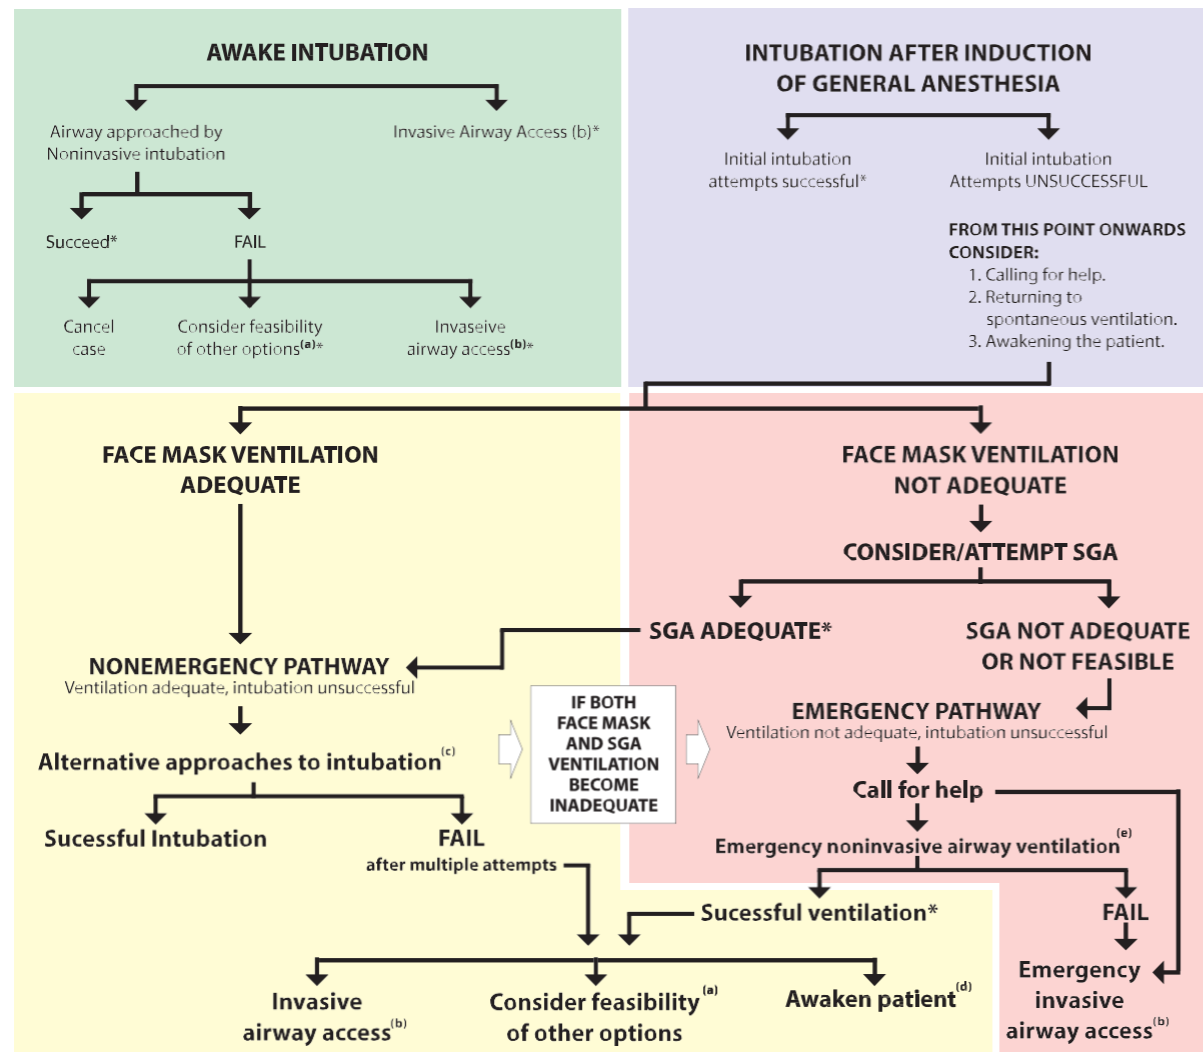 AWAKE INTUBATION
Airway approached by
Noninvasive intubation
Invasive Airway Access (b)*
Succeed*
FAIL
Cancel
case
Consider feasibility
of other options(a)*
Invaseive
airway access(b)*
INTUBATION AFTER INDUCTION
OF GENERAL ANESTHESIA
Initial intubation
attempts successful*
Initial intubation
Attempts UNSUCCESSFUL
FROM THIS POINT ONWARDS
CONSIDER:
1. Calling for help.
2. Returning to
spontaneous ventilation.
3. Awakening the patient.
FACE MASK VENTILATION
ADEQUATE
FACE MASK VENTILATION
NOT ADEQUATE
CONSIDER/ATTEMPT SGA
SGA ADEQUATE*
SGA NOT ADEQUATE
OR NOT FEASIBLE
NONEMERGENCY PATHWAY
Ventilation adequate, intubation unsuccessful
IF BOTH
FACE MASK
AND SGA
VENTILATION
BECOME
INADEQUATE
EMERGENCY PATHWAY
Ventilation not adequate, intubation unsuccessful
Alternative approaches to intubation(c)
Call for help
Sucessful Intubation
FAIL
after multiple attempts
Emergency noninvasive airway ventilation(e)
Sucessful ventilation*
FAIL
Invasive
airway access(b)
Consider feasibility(a)
of other options
Awaken patient(d)
Emergency
invasive
airway access(b)